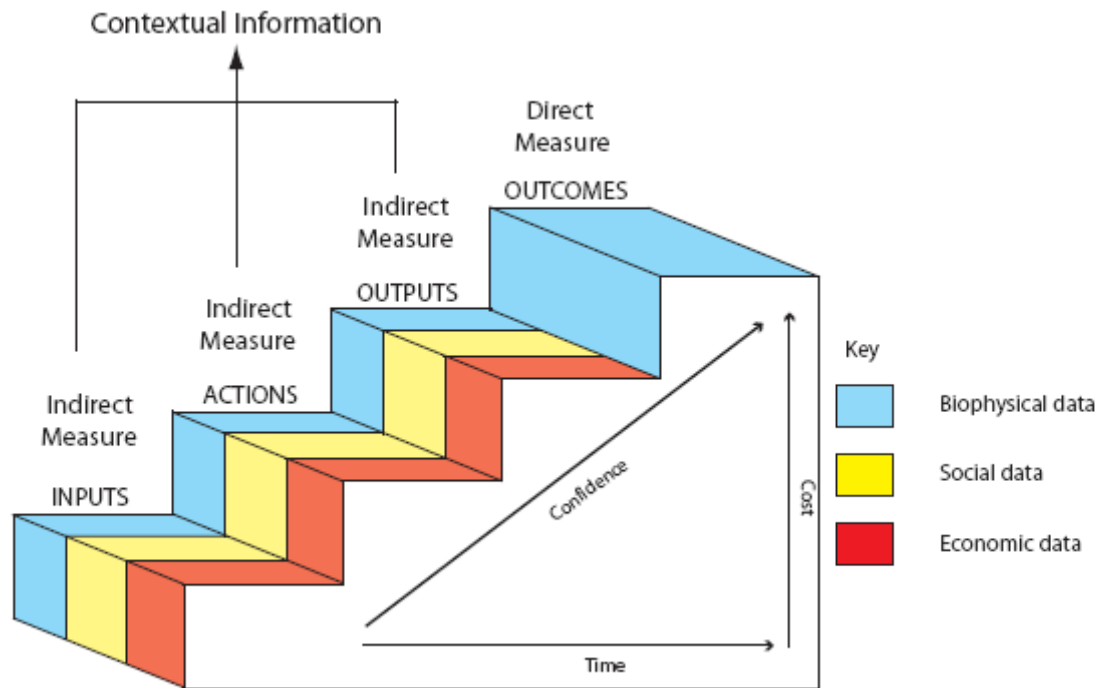 Contextual Information
Direct
Measure
OUTCOMES
Indirect
Measure
OUTPUTS
Indirect
Measure
ACTIONS
Indirect
Measure
INPUTS
Confidence
Cost
Time
Key
Biophysical data
Social data
Economic data